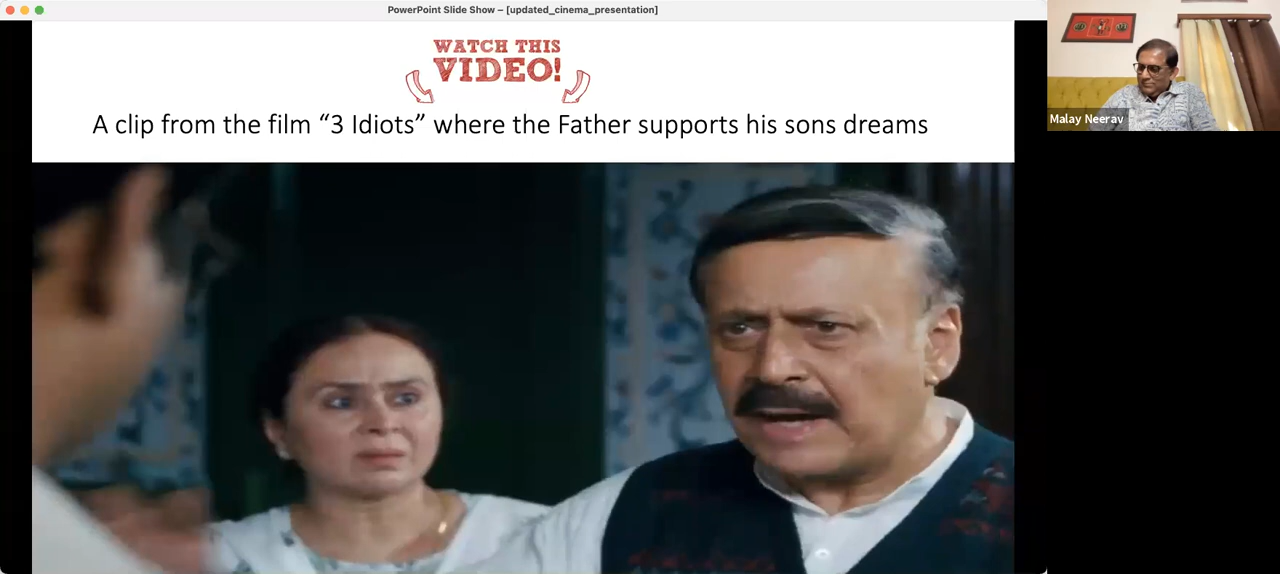 PowerPoint Slide Show – [updated_cinema_presentation]
WATCH THIS
VIDEO!
A clip from the film “3 Idiots” where the Father supports his sons dreams
Malay Neerav